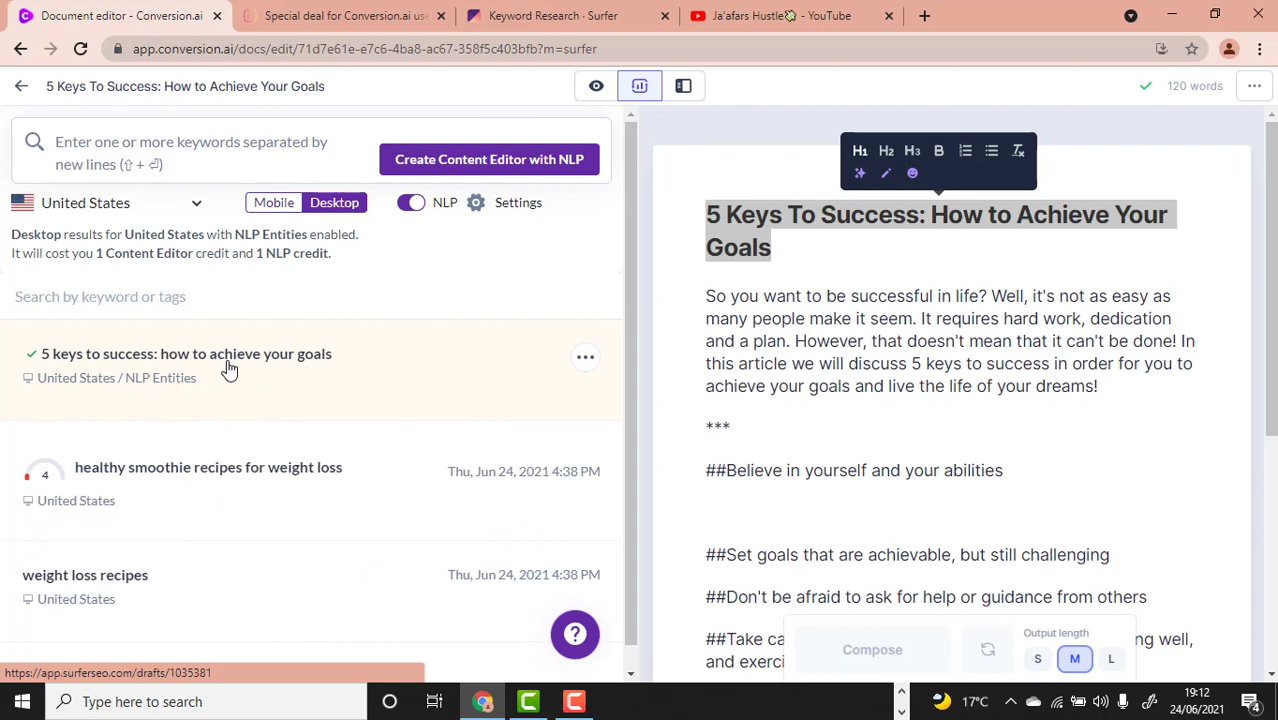 Document editor - Conversion.ai
Special deal for Conversion.ai use
Keyword Research · Surfer
Ja'afars Hustle - YouTube
app.conversion.ai/docs/edit/71d7e61e-e7c6-4ba8-ac67-358f5c403bfb?m=surfer
5 Keys To Success: How to Achieve Your Goals
120 words
Enter one or more keywords separated by
new lines (⇧ + ⏎)
Create Content Editor with NLP
United States
Mobile
Desktop
NLP
Settings
Desktop results for United States with NLP Entities enabled.
It will cost you 1 Content Editor credit and 1 NLP credit.
Search by keyword or tags
5 keys to success: how to achieve your goals
United States / NLP Entities
4
healthy smoothie recipes for weight loss
Thu, Jun 24, 2021 4:38 PM
United States
weight loss recipes
Thu, Jun 24, 2021 4:38 PM
United States
https://app.surferseo.com/drafts/1035381
H1 H2 H3 B
5 Keys To Success: How to Achieve Your
Goals
So you want to be successful in life? Well, it's not as easy as
many people make it seem. It requires hard work, dedication
and a plan. However, that doesn't mean that it can't be done! In
this article we will discuss 5 keys to success in order for you to
achieve your goals and live the life of your dreams!
***
##Believe in yourself and your abilities
##Set goals that are achievable, but still challenging
##Don't be afraid to ask for help or guidance from others
##Take ng well,
and exerci
Compose
Output length
S M L
Type here to search
17°C
19:12
24/06/2021
4